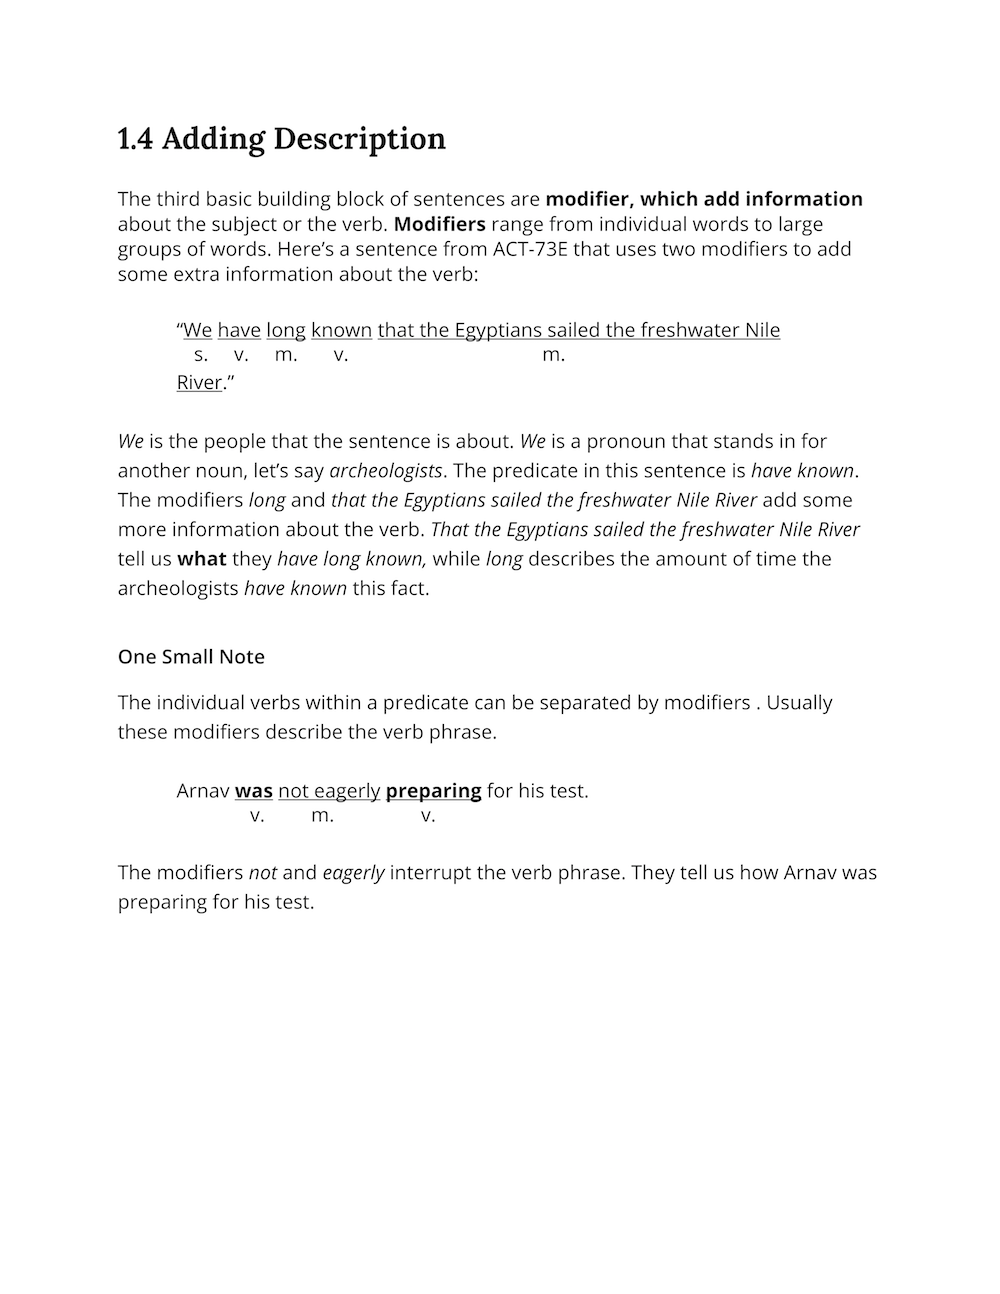 1.4 Adding Description
The third basic building block of sentences are modifier, which add information
about the subject or the verb. Modifiers range from individual words to large
groups of words. Here’s a sentence from ACT-73E that uses two modifiers to add
some extra information about the verb:
“We have long known that the Egyptians sailed the freshwater Nile
s. v. m. v. m.
River.”
We is the people that the sentence is about. We is a pronoun that stands in for
another noun, let’s say archeologists. The predicate in this sentence is have known.
The modifiers long and that the Egyptians sailed the freshwater Nile River add some
more information about the verb. That the Egyptians sailed the freshwater Nile River
tell us what they have long known, while long describes the amount of time the
archeologists have known this fact.
One Small Note
The individual verbs within a predicate can be separated by modifiers . Usually
these modifiers describe the verb phrase.
Arnav was not eagerly preparing for his test.
v. m. v.
The modifiers not and eagerly interrupt the verb phrase. They tell us how Arnav was
preparing for his test.